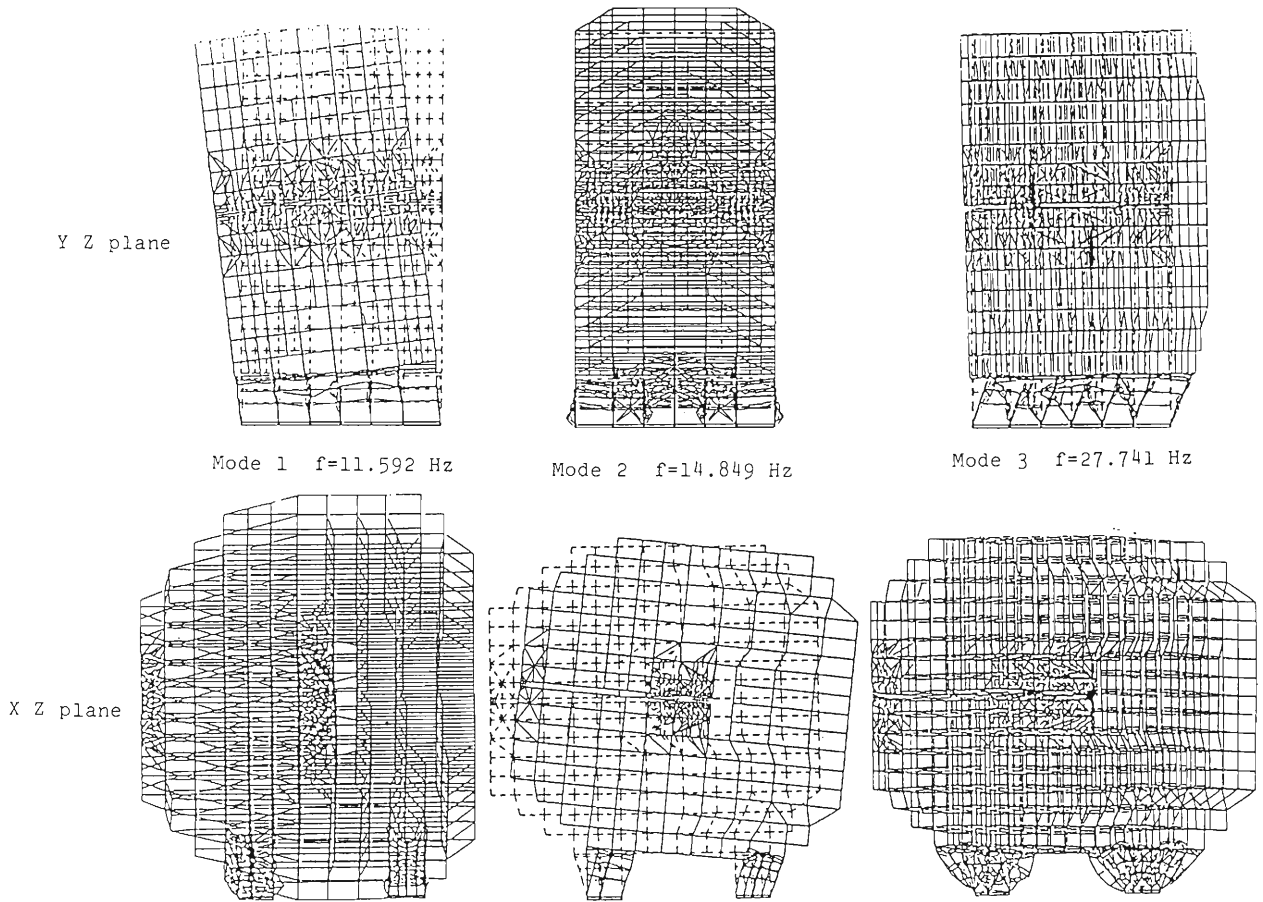 Y Z plane
Mode 1 f=11.592 Hz
Mode 2 f=14.849 Hz
Mode 3 f=27.741 Hz
X Z plane